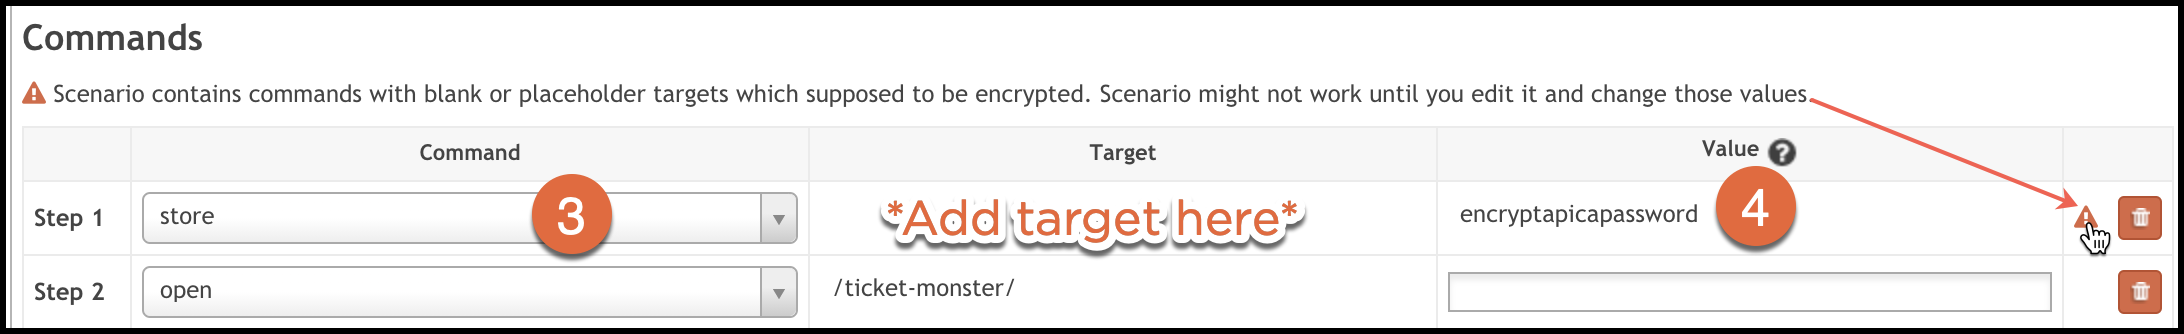 Commands
Scenario contains commands with blank or placeholder targets which supposed to be encrypted. Scenario might not work until you edit it and change those values.
Command Target Value ?
Step 1 store 3 *Add target here* encryptapicapassword 4
Step 2 open /ticket-monster/